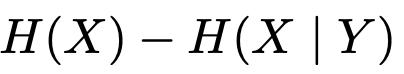 H(X) − H(X | Y)